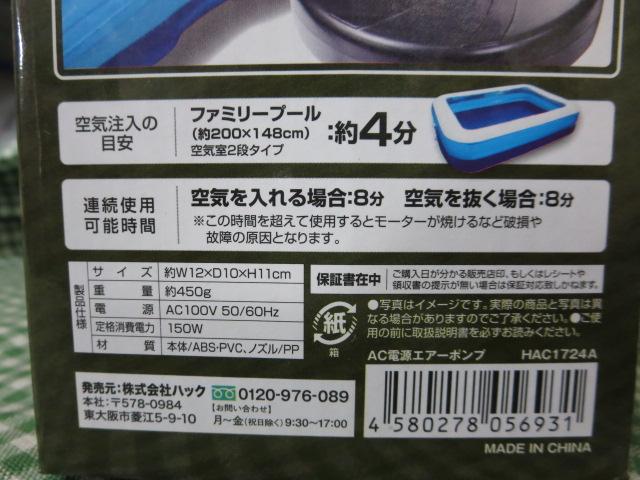 空気注入の
目安
ファミリープール
(約200×148cm)
空気室2段タイプ
:約4分
連続使用
可能時間
空気を入れる場合:8分 空気を抜く場合:8分
※この時間を超えて使用するとモーターが焼けるなど破損や
故障の原因となります。
製品仕様
サイズ 約W12×D10×H11cm
重量 約450g
電源 AC100V 50/60Hz
定格消費電力 150W
材質 本体/ABS・PVC、ノズル/PP
紙
箱
保証書在中
ご購入日が分かる販売店印、もしくはレシートや
領収書の提示が無い場合は保証対応致しかねます。
●写真はイメージです。実際の商品と写真は異
なる場合がありますのでご了承ください。●ご使
用の前に取扱説明書を必ずお読みください。
AC電源エアーポンプ HAC1724A
発売元:株式会社ハック
本社:〒578-0984
東大阪市菱江5-9-10
0120-976-089
【お問い合わせ】
月~金(祝日除く)9:30~17:00
4 580278 056931
MADE IN CHINA